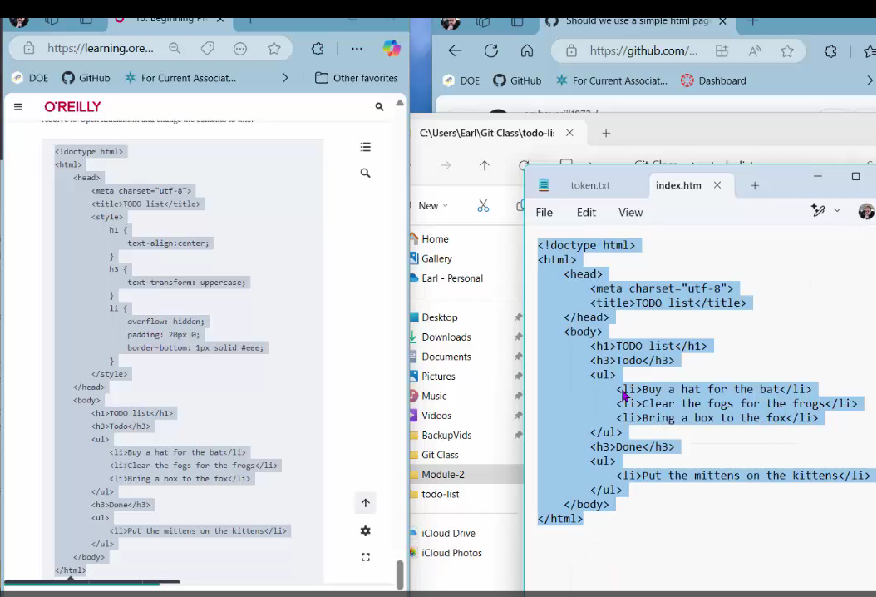 13. Beginning
https://learning.ore...
DOE
GitHub
For Current Associat...
Other favorites
O'REILLY
<!doctype html>
<html>
<head>
<meta charset="utf-8">
<title>TODO list</title>
<style>
h1 {
text-align:center;
}
h3 {
text-transform: uppercase;
}
li {
overflow: hidden;
padding: 20px 0;
border-bottom: 1px solid #eee;
}
</style>
</head>
<body>
<h1>TODO list</h1>
<h3>Todo</h3>
<ul>
<li>Buy a hat for the bat</li>
<li>Clear the fogs for the frogs</li>
<li>Bring a box to the fox</li>
</ul>
<h3>Done</h3>
<ul>
<li>Put the mittens on the kittens</li>
</ul>
</body>
</html>
Should we use a simple html pag
https://github.com/...
DOE
GitHub
For Current Associat...
Dashboard
C:\Users\Earl\Git Class\todo-lis
New
Home
Gallery
Earl - Personal
Desktop
Downloads
Documents
Pictures
Music
Videos
BackupVids
Git Class
Module-2
todo-list
iCloud Drive
iCloud Photos
token.txt
index.htm
File
Edit
View
<!doctype html>
<html>
<head>
<meta charset="utf-8">
<title>TODO list</title>
</head>
<body>
<h1>TODO list</h1>
<h3>Todo</h3>
<ul>
<li>Buy a hat for the bat</li>
<li>Clear the fogs for the frogs</li>
<li>Bring a box to the fox</li>
</ul>
<h3>Done</h3>
<ul>
<li>Put the mittens on the kittens</li>
</ul>
</body>
</html>